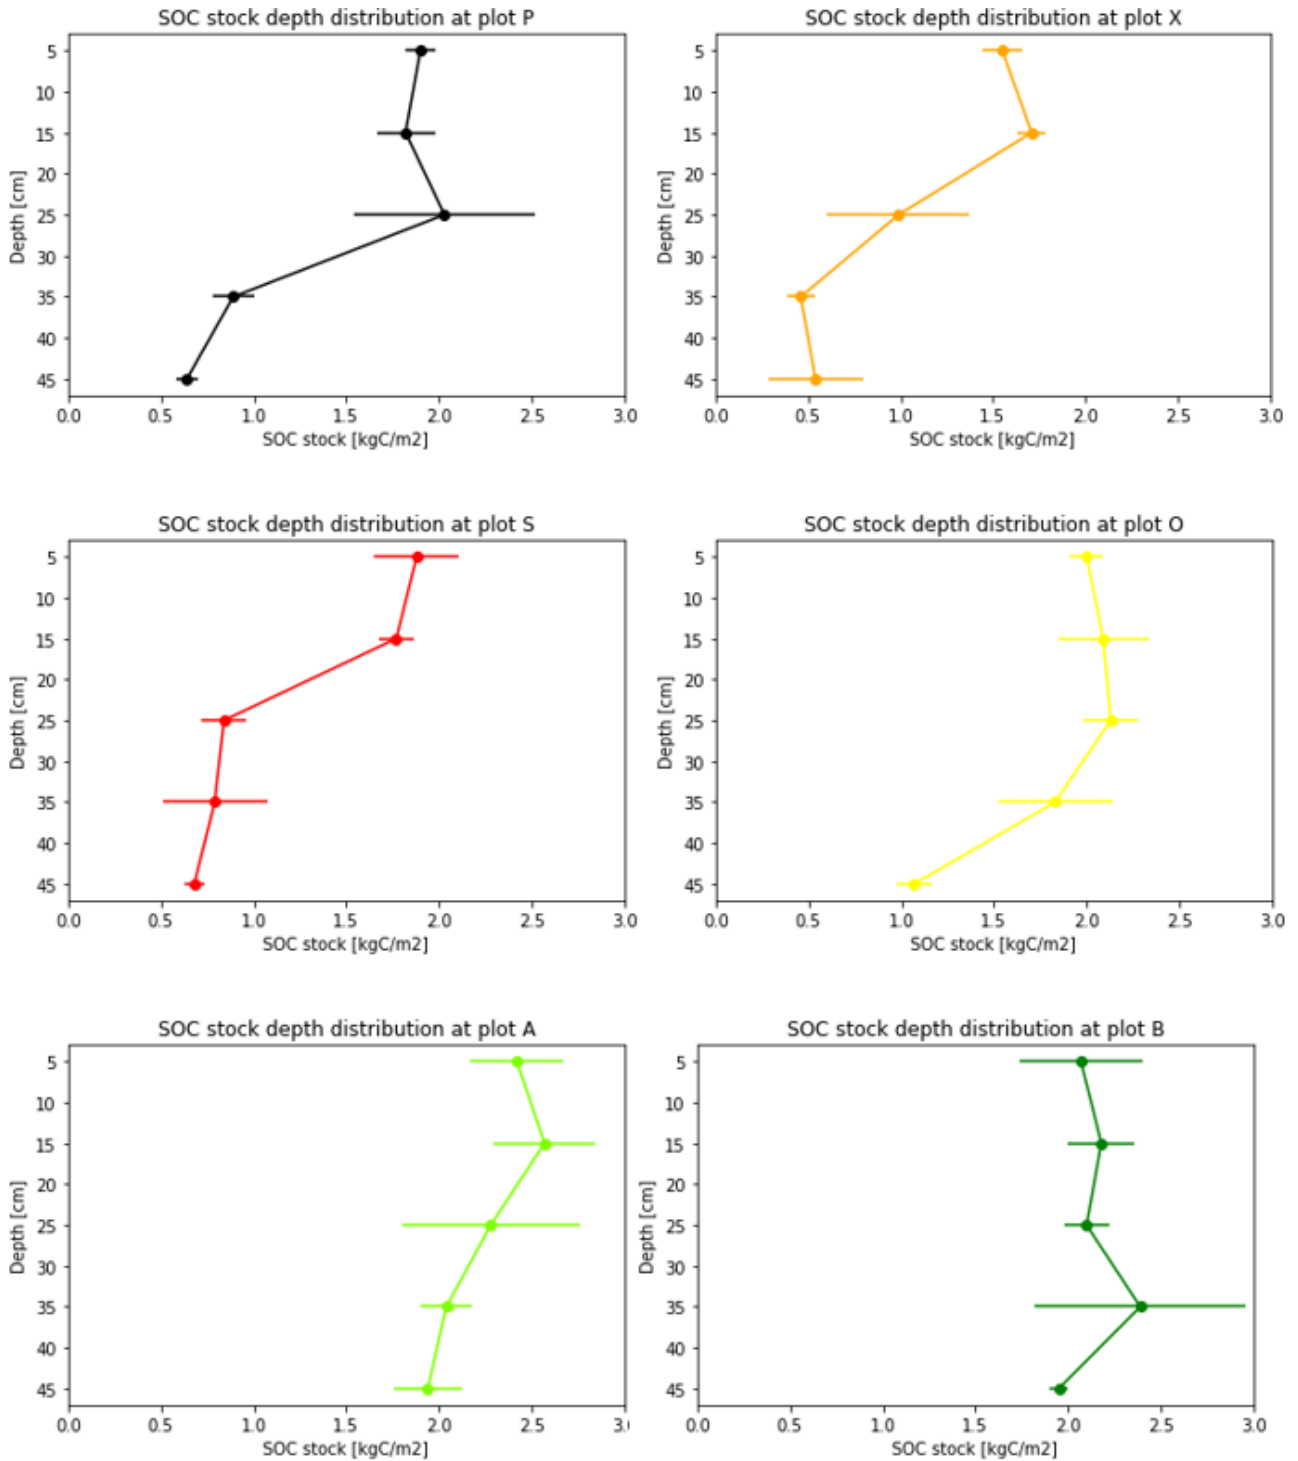 SOC stock depth distribution at plot P
5
10
15
20
25
30
35
40
45
Depth [cm]
0.0 0.5 1.0 1.5 2.0 2.5 3.0
SOC stock [kgC/m2]
SOC stock depth distribution at plot X
5
10
15
20
25
30
35
40
45
Depth [cm]
0.0 0.5 1.0 1.5 2.0 2.5 3.0
SOC stock [kgC/m2]
SOC stock depth distribution at plot S
5
10
15
20
25
30
35
40
45
Depth [cm]
0.0 0.5 1.0 1.5 2.0 2.5 3.0
SOC stock [kgC/m2]
SOC stock depth distribution at plot O
5
10
15
20
25
30
35
40
45
Depth [cm]
0.0 0.5 1.0 1.5 2.0 2.5 3.0
SOC stock [kgC/m2]
SOC stock depth distribution at plot A
5
10
15
20
25
30
35
40
45
Depth [cm]
0.0 0.5 1.0 1.5 2.0 2.5 3.0
SOC stock [kgC/m2]
SOC stock depth distribution at plot B
5
10
15
20
25
30
35
40
45
Depth [cm]
0.0 0.5 1.0 1.5 2.0 2.5 3.0
SOC stock [kgC/m2]